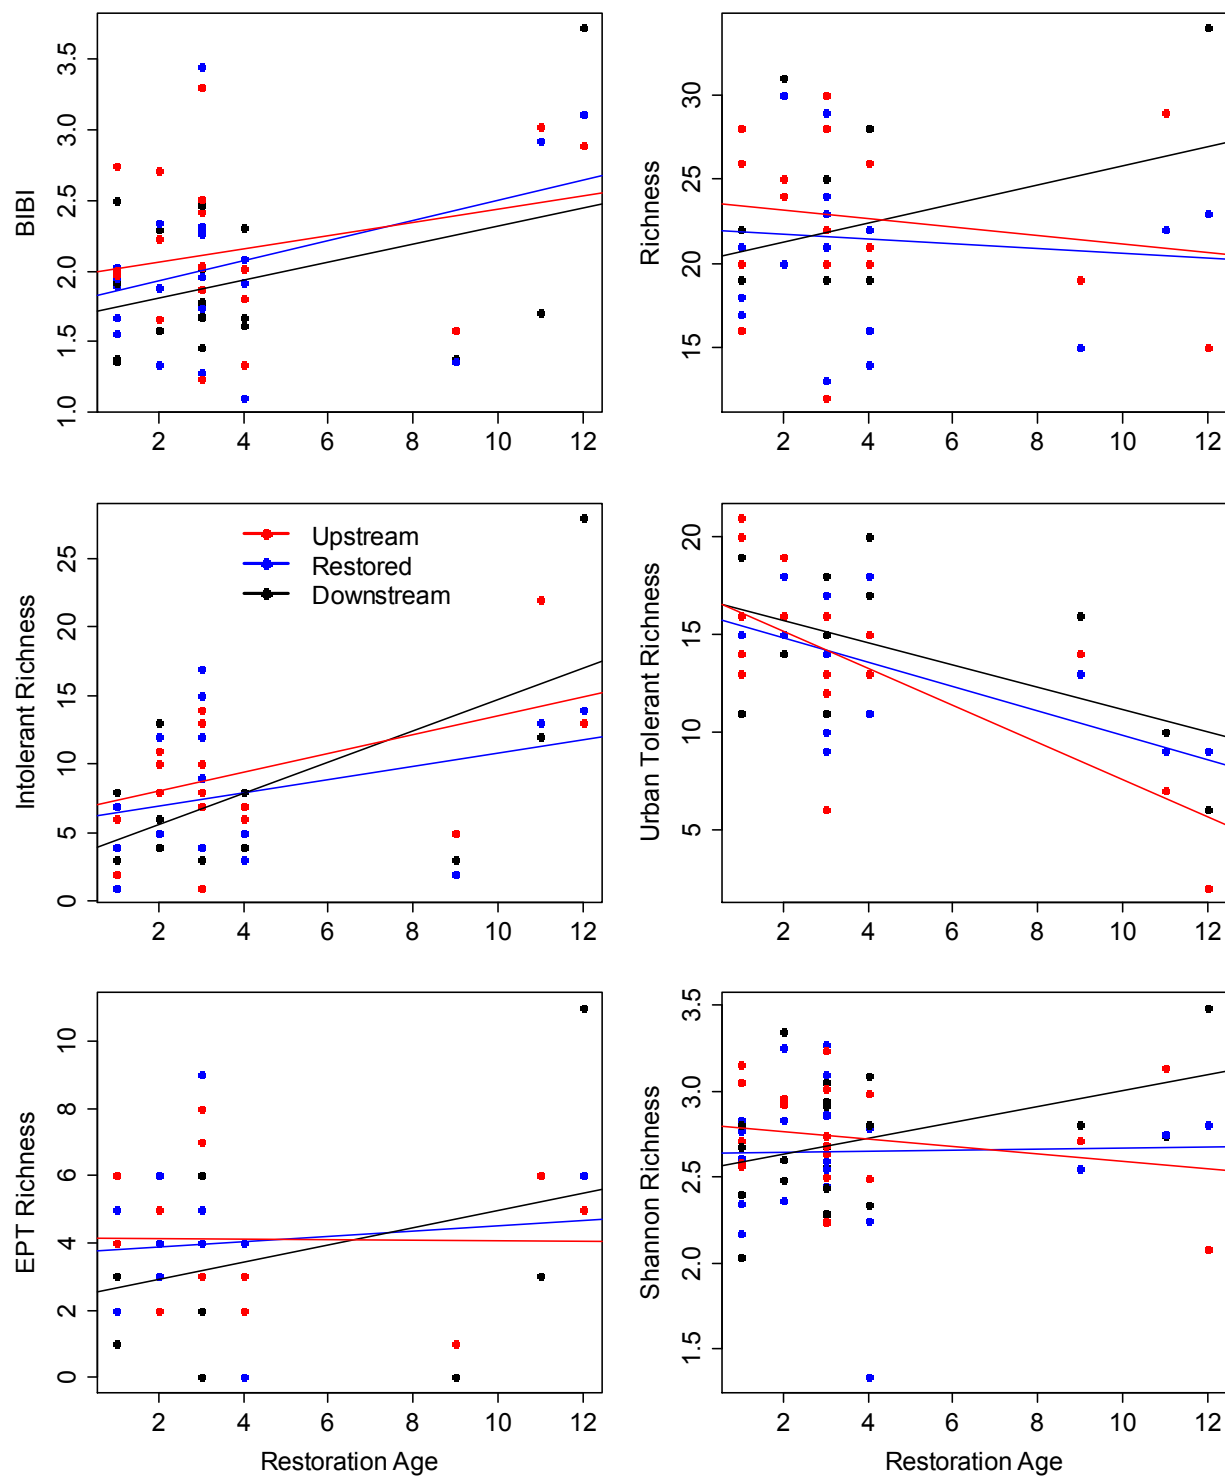 BIBI
1.0 1.5 2.0 2.5 3.0 3.5
2 4 6 8 10 12
Richness
15 20 25 30
2 4 6 8 10 12
Intolerant Richness
0 5 10 15 20 25
Upstream
Restored
Downstream
2 4 6 8 10 12
Urban Tolerant Richness
5 10 15 20
2 4 6 8 10 12
EPT Richness
0 2 4 6 8 10
2 4 6 8 10 12
Restoration Age
Shannon Richness
1.5 2.0 2.5 3.0 3.5
2 4 6 8 10 12
Restoration Age